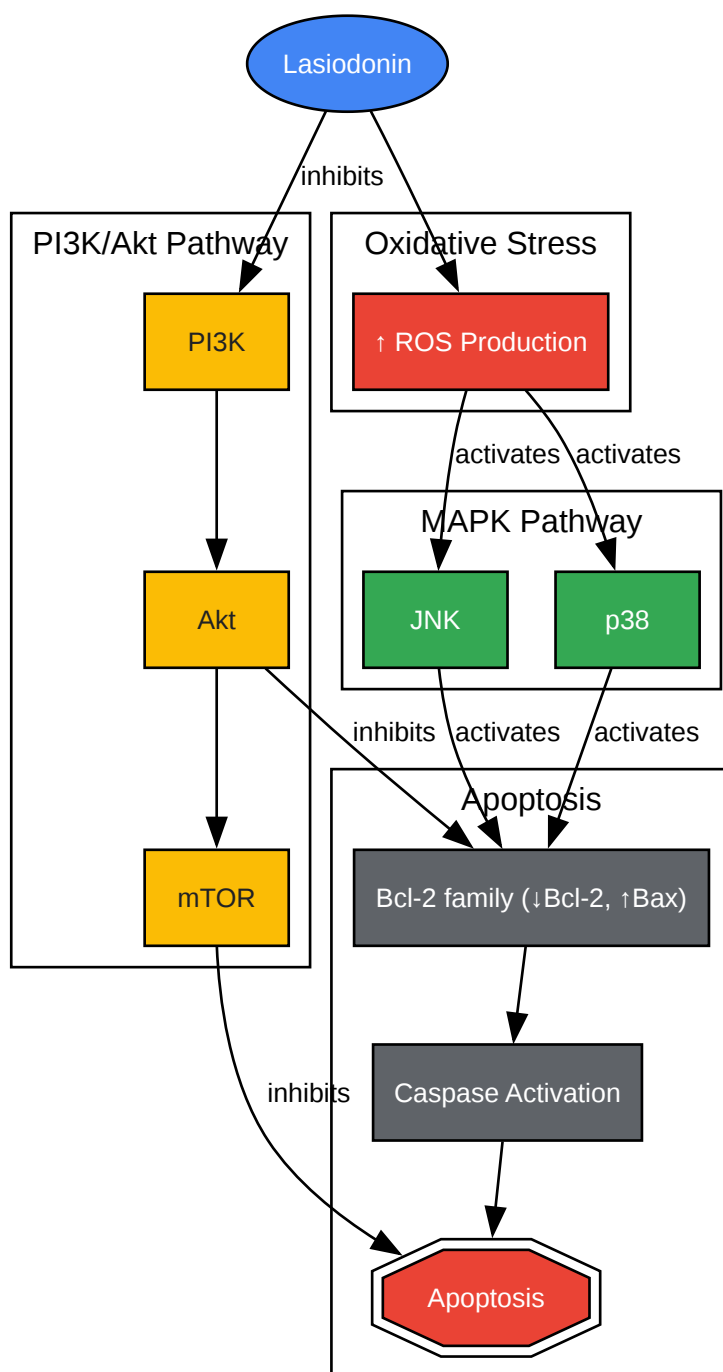 Lasiodonin
inhibits
PI3K/Akt Pathway
Oxidative Stress
PI3K
↑ ROS Production
activates
activates
MAPK Pathway
Akt
JNK
p38
inhibits
activates
activates
Apoptosis
mTOR
Bcl-2 family (↓Bcl-2, ↑Bax)
inhibits
Caspase Activation
Apoptosis